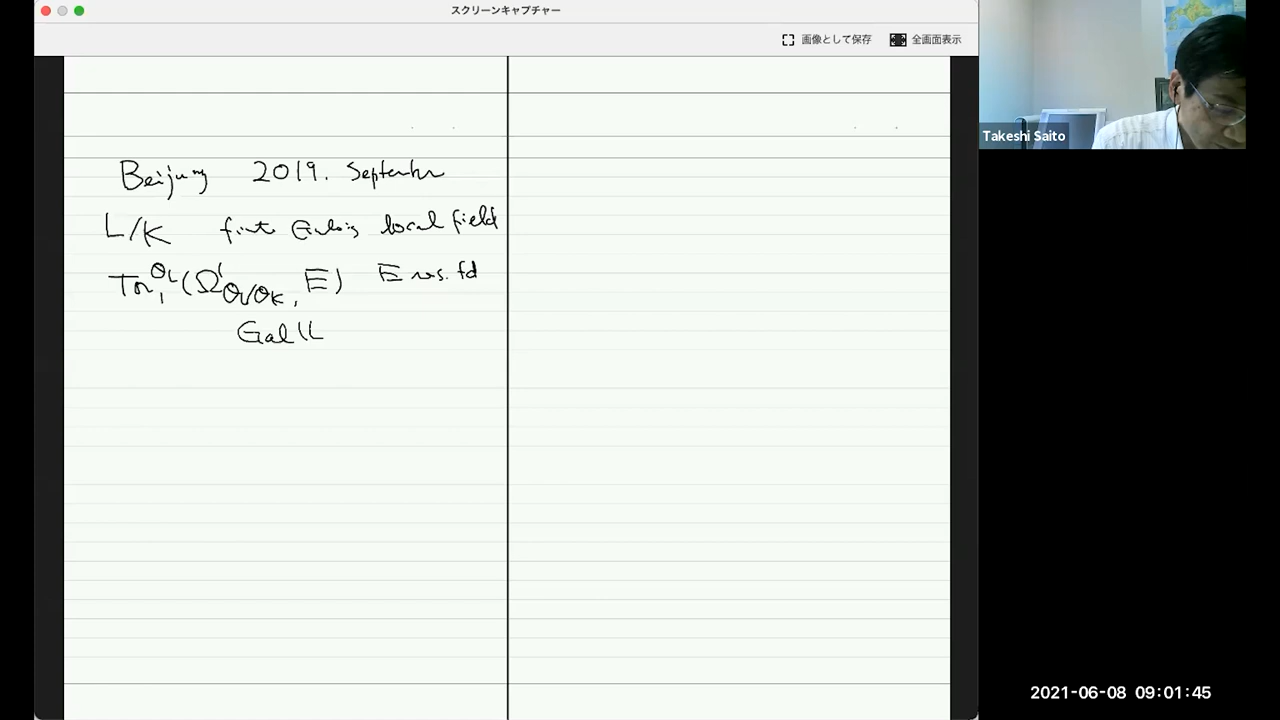 スクリーンキャプチャー
画像として保存 全画面表示
Beijing 2019. September
L/K finite Galois local field
Tor₁^{O_L}(Ω¹_{O_L/O_K}, E) E res. fd
Gal
Takeshi Saito
2021-06-08 09:01:45